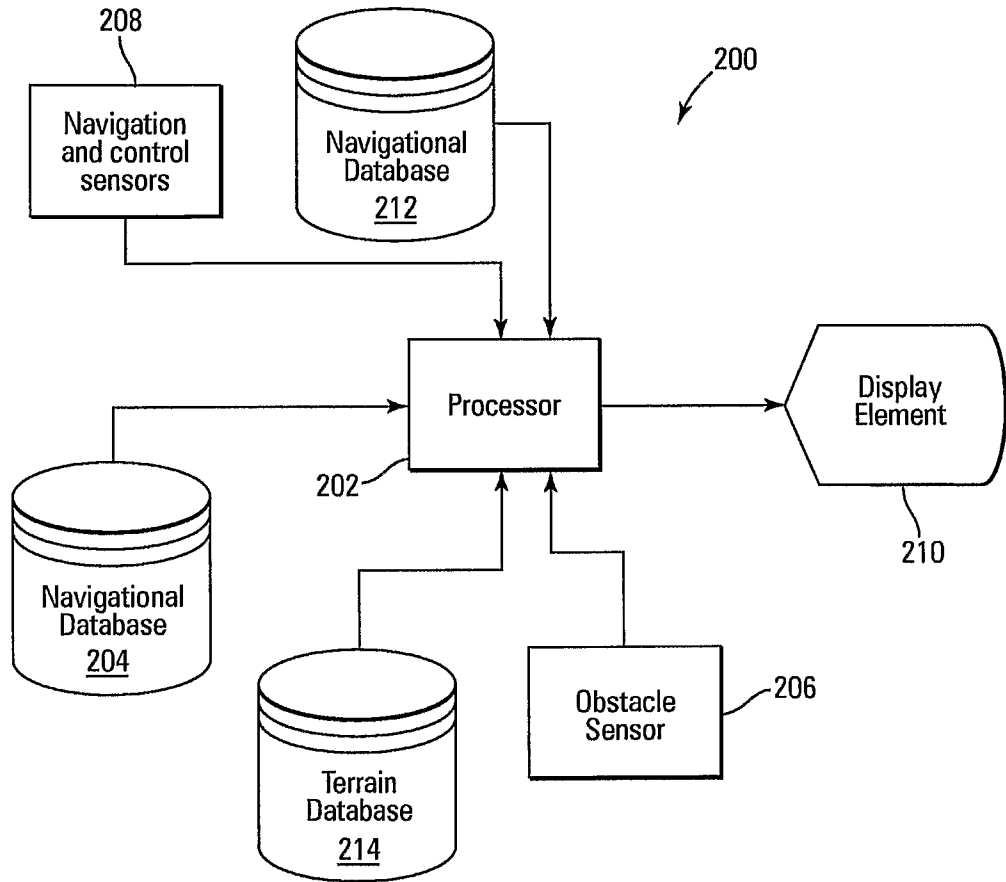 208
Navigation
and control
sensors
Navigational
Database
212
200
Processor
202
Display
Element
210
Navigational
Database
204
Terrain
Database
214
Obstacle
Sensor
206